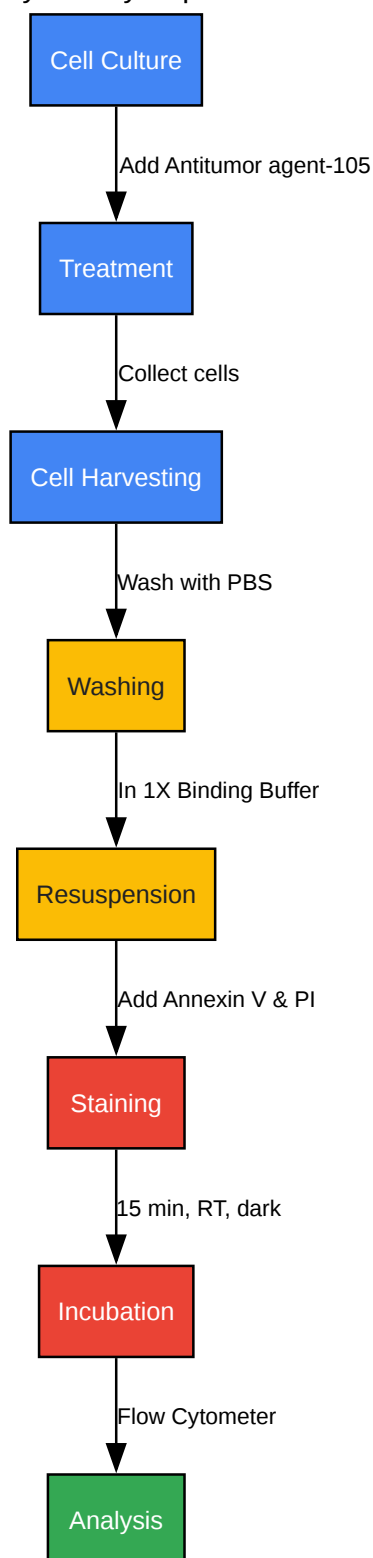 Cell Culture
Add Antitumor agent-105
Treatment
Collect cells
Cell Harvesting
Wash with PBS
Washing
In 1X Binding Buffer
Resuspension
Add Annexin V & PI
Staining
15 min, RT, dark
Incubation
Flow Cytometer
Analysis